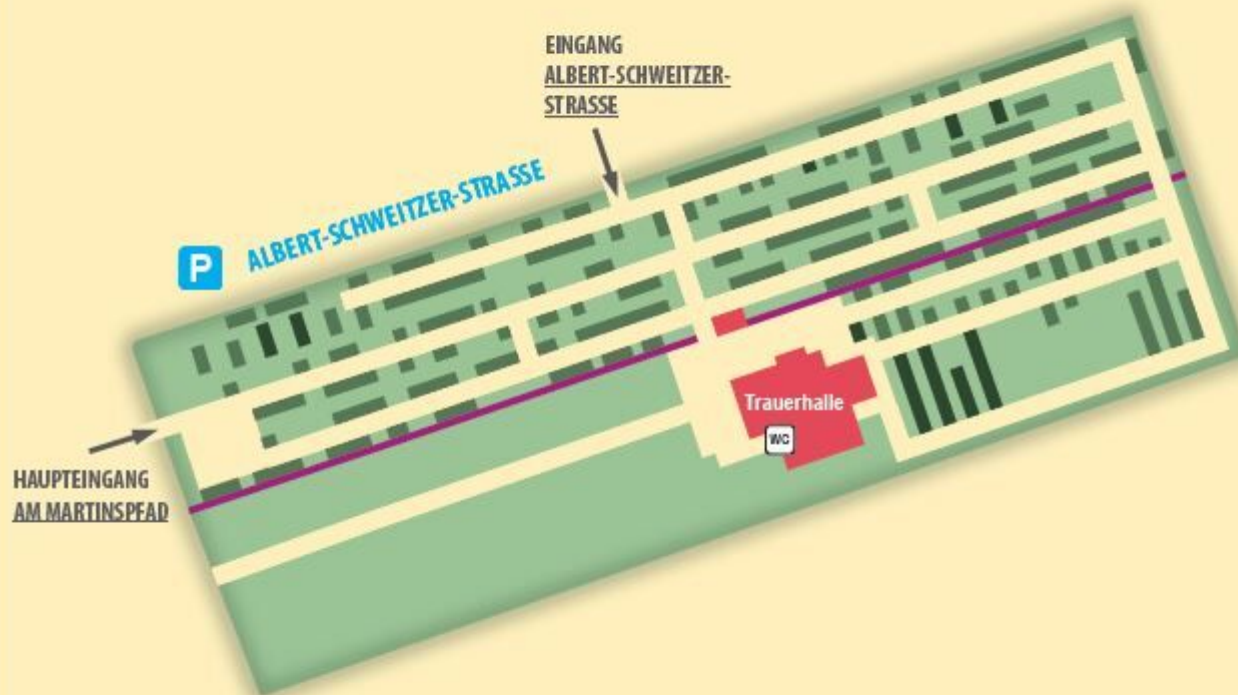 EINGANG
ALBERT-SCHWEITZER-
STRASSE
P
ALBERT-SCHWEITZER-STRASSE
Trauerhalle
WC
HAUPTEINGANG
AM MARTINSPFAD